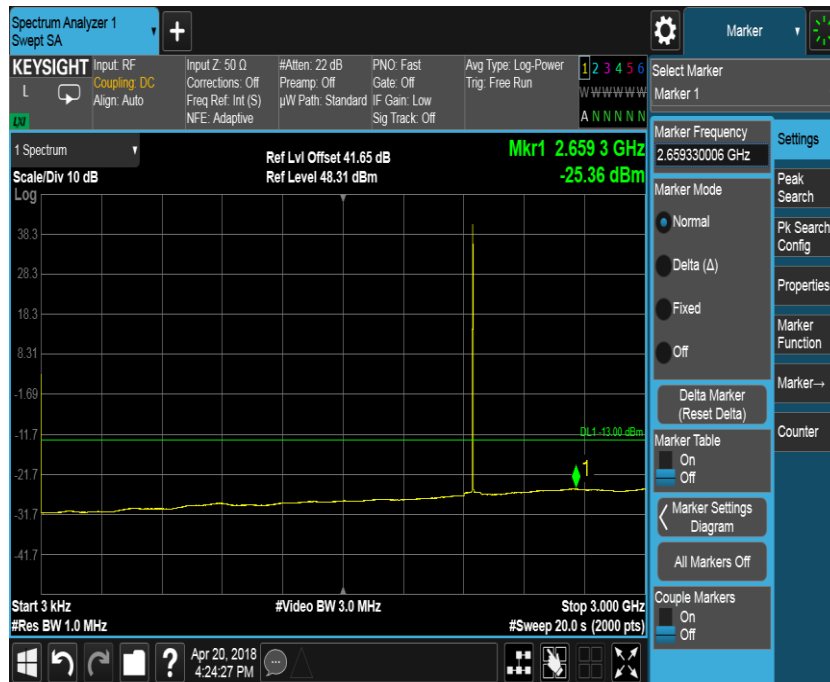 Spectrum Analyzer 1
Swept SA
+
Marker
KEYSIGHT
L
LXI
Input: RF
Coupling: DC
Align: Auto
Input Z: 50 Ω
Corrections: Off
Freq Ref: Int (S)
NFE: Adaptive
#Atten: 22 dB
Preamp: Off
µW Path: Standard
PNO: Fast
Gate: Off
IF Gain: Low
Sig Track: Off
Avg Type: Log-Power
Trig: Free Run
1 2 3 4 5 6
W W W W W W
A N N N N N
Select Marker
Marker 1
1 Spectrum
Scale/Div 10 dB
Log
Ref Lvl Offset 41.65 dB
Ref Level 48.31 dBm
Mkr1 2.659 3 GHz
-25.36 dBm
38.3
28.3
18.3
8.31
-1.69
-11.7
-21.7
-31.7
-41.7
DL1 -13.00 dBm
1
Start 3 kHz
#Res BW 1.0 MHz
#Video BW 3.0 MHz
Stop 3.000 GHz
#Sweep 20.0 s (2000 pts)
Marker Frequency
2.659330006 GHz
Marker Mode
Normal
Delta (Δ)
Fixed
Off
Delta Marker
(Reset Delta)
Marker Table
On
Off
Marker Settings
Diagram
All Markers Off
Couple Markers
On
Off
Settings
Peak
Search
Pk Search
Config
Properties
Marker
Function
Marker→
Counter
?
Apr 20, 2018
4:24:27 PM